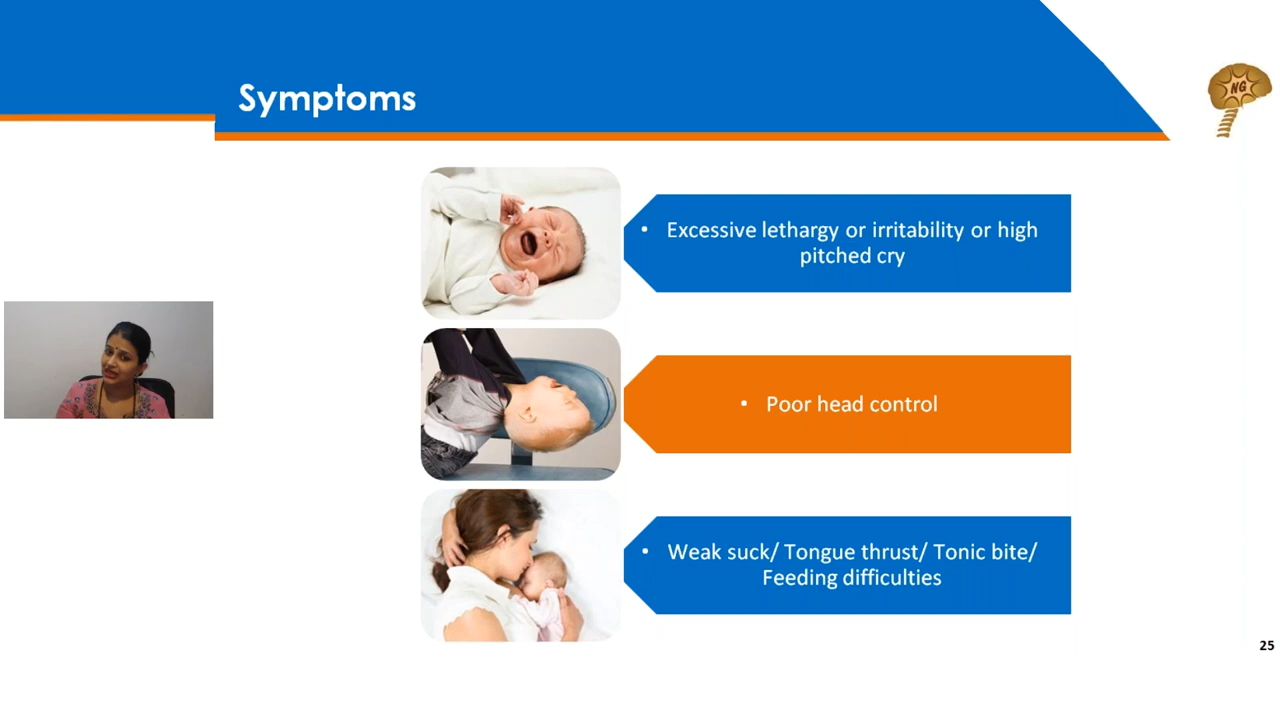 Symptoms
NG
• Excessive lethargy or irritability or high
pitched cry
• Poor head control
• Weak suck/ Tongue thrust/ Tonic bite/
Feeding difficulties
25